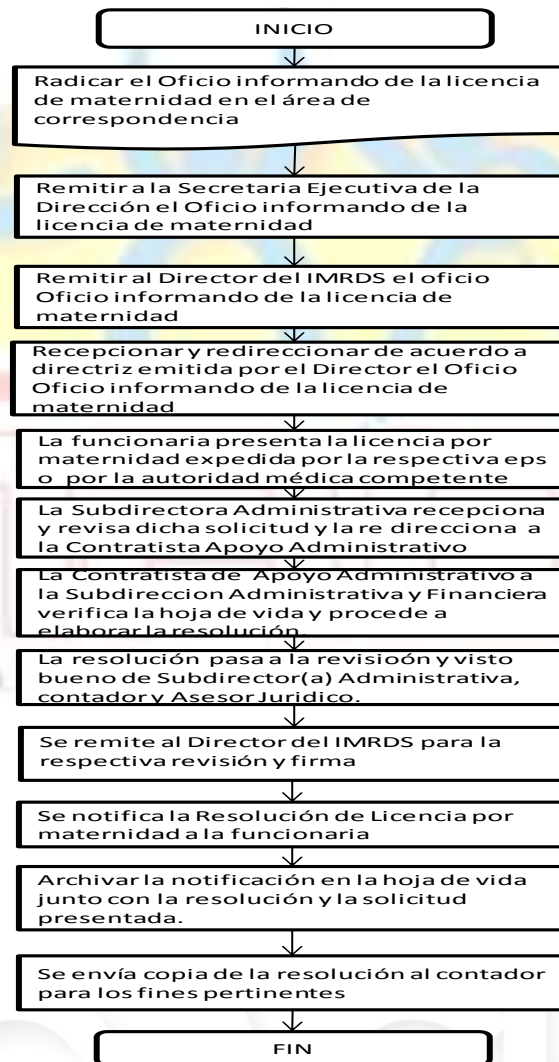 INICIO
Radicar el Oficio informando de la licencia
de maternidad en el área de
correspondencia
Remitir a la Secretaria Ejecutiva de la
Dirección el Oficio informando de la
licencia de maternidad
Remitir al Director del IMRDS el oficio
Oficio informando de la licencia de
maternidad
Recepcionar y redireccionar de acuerdo a
directriz emitida por el Director el Oficio
Oficio informando de la licencia de
maternidad
La funcionaria presenta la licencia por
maternidad expedida por la respectiva eps
o por la autoridad médica competente
La Subdirectora Administrativa recepciona
y revisa dicha solicitud y la re direcciona a
la Contratista Apoyo Administrativo
La Contratista de Apoyo Administrativo a
la Subdireccion Administrativa y Financiera
verifica la hoja de vida y procede a
elaborar la resolución.
La resolución pasa a la revisioón y visto
bueno de Subdirector(a) Administrativa,
contador y Asesor Juridico.
Se remite al Director del IMRDS para la
respectiva revisión y firma
Se notifica la Resolución de Licencia por
maternidad a la funcionaria
Archivar la notificación en la hoja de vida
junto con la resolución y la solicitud
presentada.
Se envía copia de la resolución al contador
para los fines pertinentes
FIN